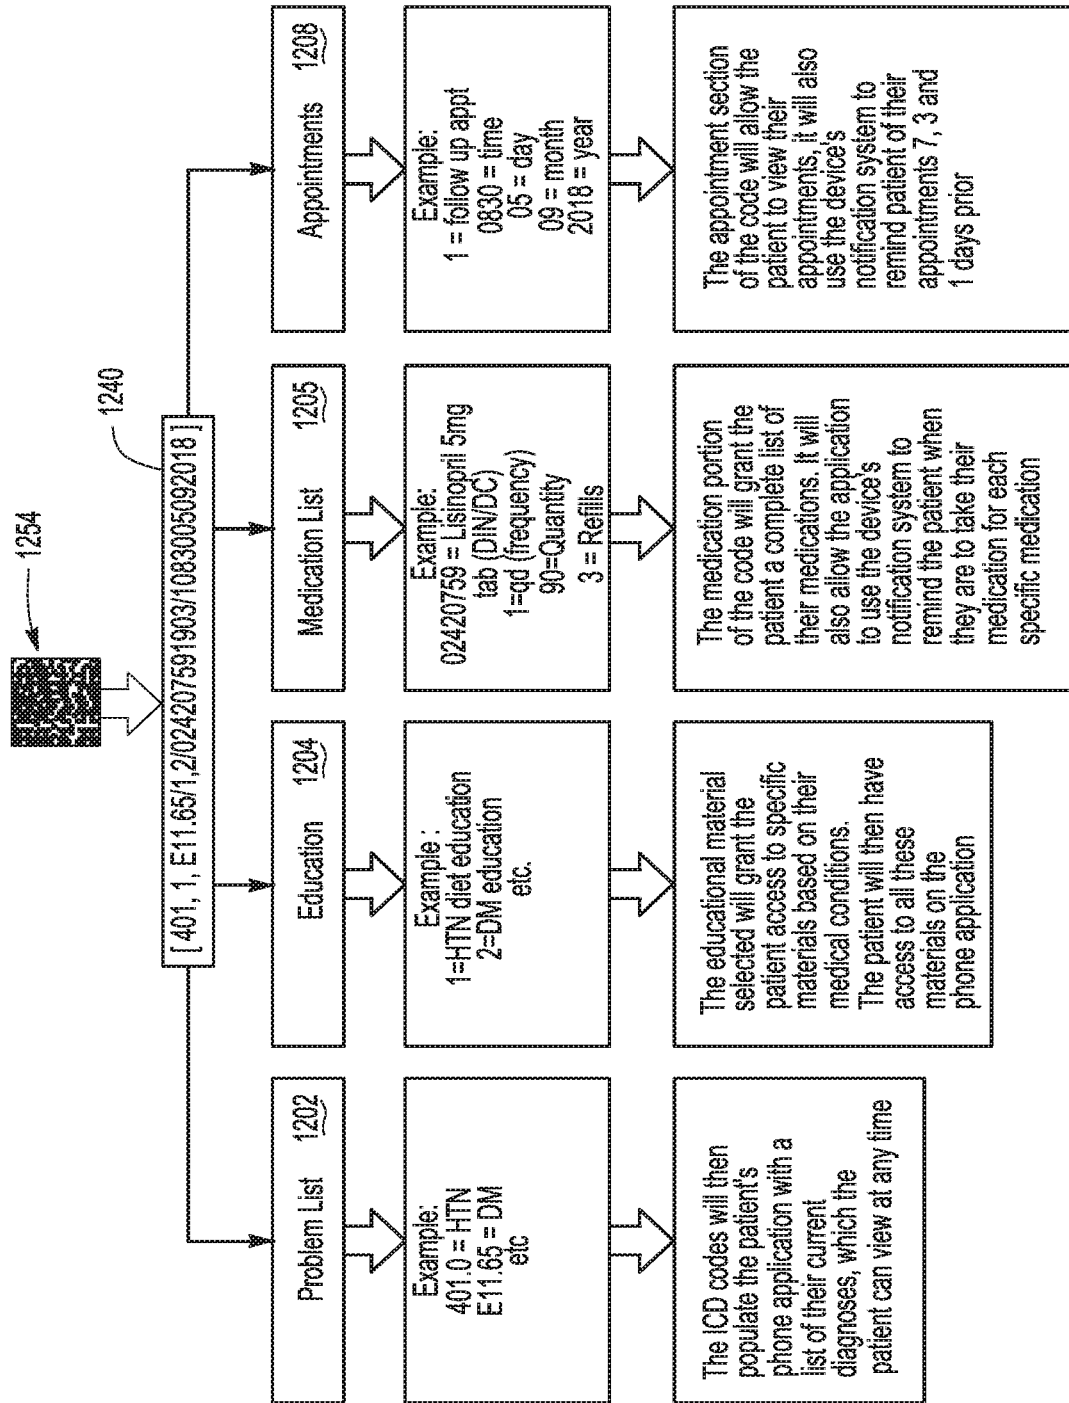 1254
1240
[ 401, 1, E11.65/1,2/024207591903/1083005092018 ]
Problem List 1202
Example:
401.0 = HTN
E11.65 = DM
etc
The ICD codes will then
populate the patient's
phone application with a
list of their current
diagnoses, which the
patient can view at any time
Education 1204
Example :
1=HTN diet education
2=DM education
etc.
The educational material
selected will grant the
patient access to specific
materials based on their
medical conditions.
The patient will then have
access to all these
materials on the
phone application
Medication List 1205
Example:
02420759 = Lisinopril 5mg
tab (DIN/DC)
1=qd (frequency)
90=Quantity
3 = Refills
The medication portion
of the code will grant the
patient a complete list of
their medications. It will
also allow the application
to use the device's
notification system to
remind the patient when
they are to take their
medication for each
specific medication
Appointments 1208
Example:
1 = follow up appt
0830 = time
05 = day
09 = month
2018 = year
The appointment section
of the code will allow the
patient to view their
appointments, it will also
use the device's
notification system to
remind patient of their
appointments 7, 3 and
1 days prior